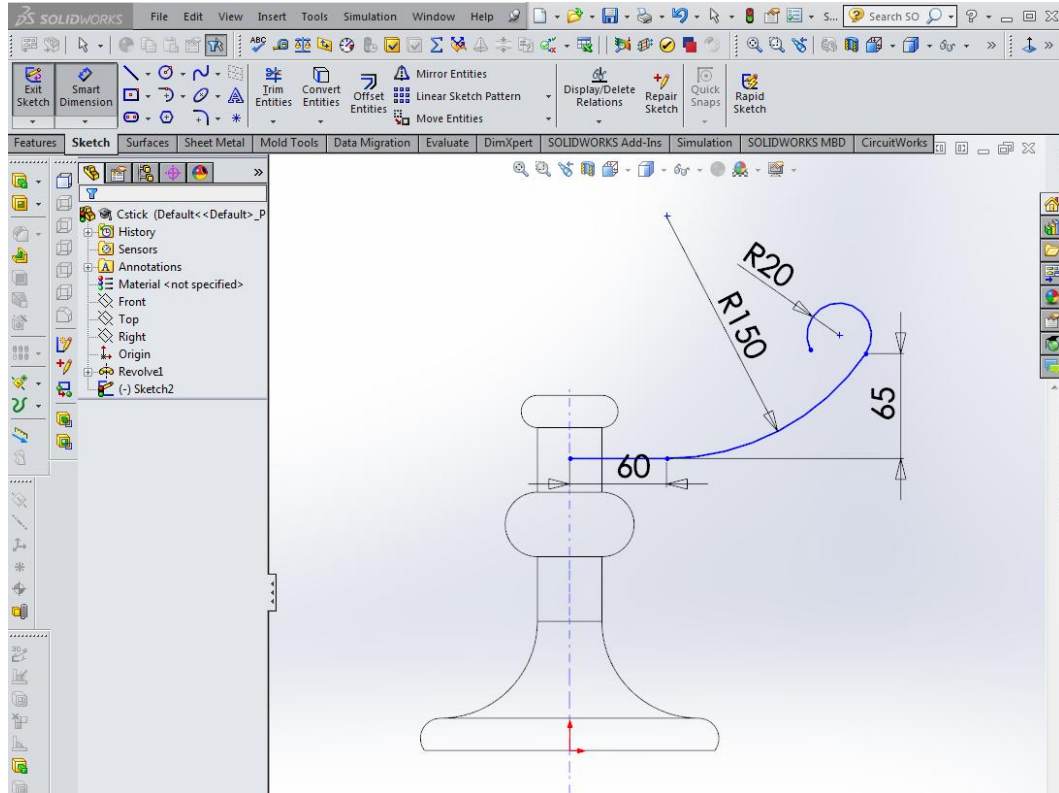 SOLIDWORKS File Edit View Insert Tools Simulation Window Help S... Search SO
ABC
Exit Sketch
Smart Dimension
Trim Entities
Convert Entities
Offset Entities
Mirror Entities
Linear Sketch Pattern
Move Entities
Display/Delete Relations
Repair Sketch
Quick Snaps
Rapid Sketch
Features Sketch Surfaces Sheet Metal Mold Tools Data Migration Evaluate DimXpert SOLIDWORKS Add-Ins Simulation SOLIDWORKS MBD CircuitWorks
Cstick (Default<<Default>_P
History
Sensors
Annotations
Material <not specified>
Front
Top
Right
Origin
Revolve1
(-) Sketch2
R20
R150
65
60